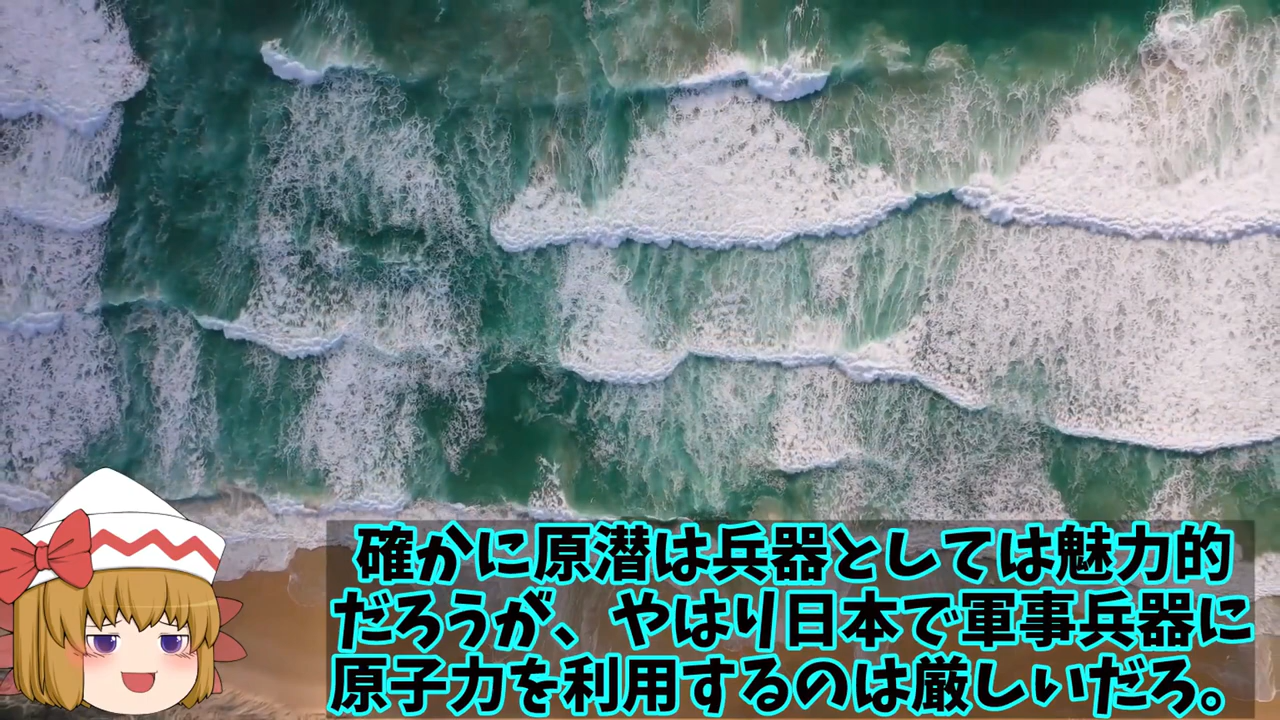 確かに原潜は兵器としては魅力的
だろうが、やはり日本で軍事兵器に
原子力を利用するのは厳しいだろ。